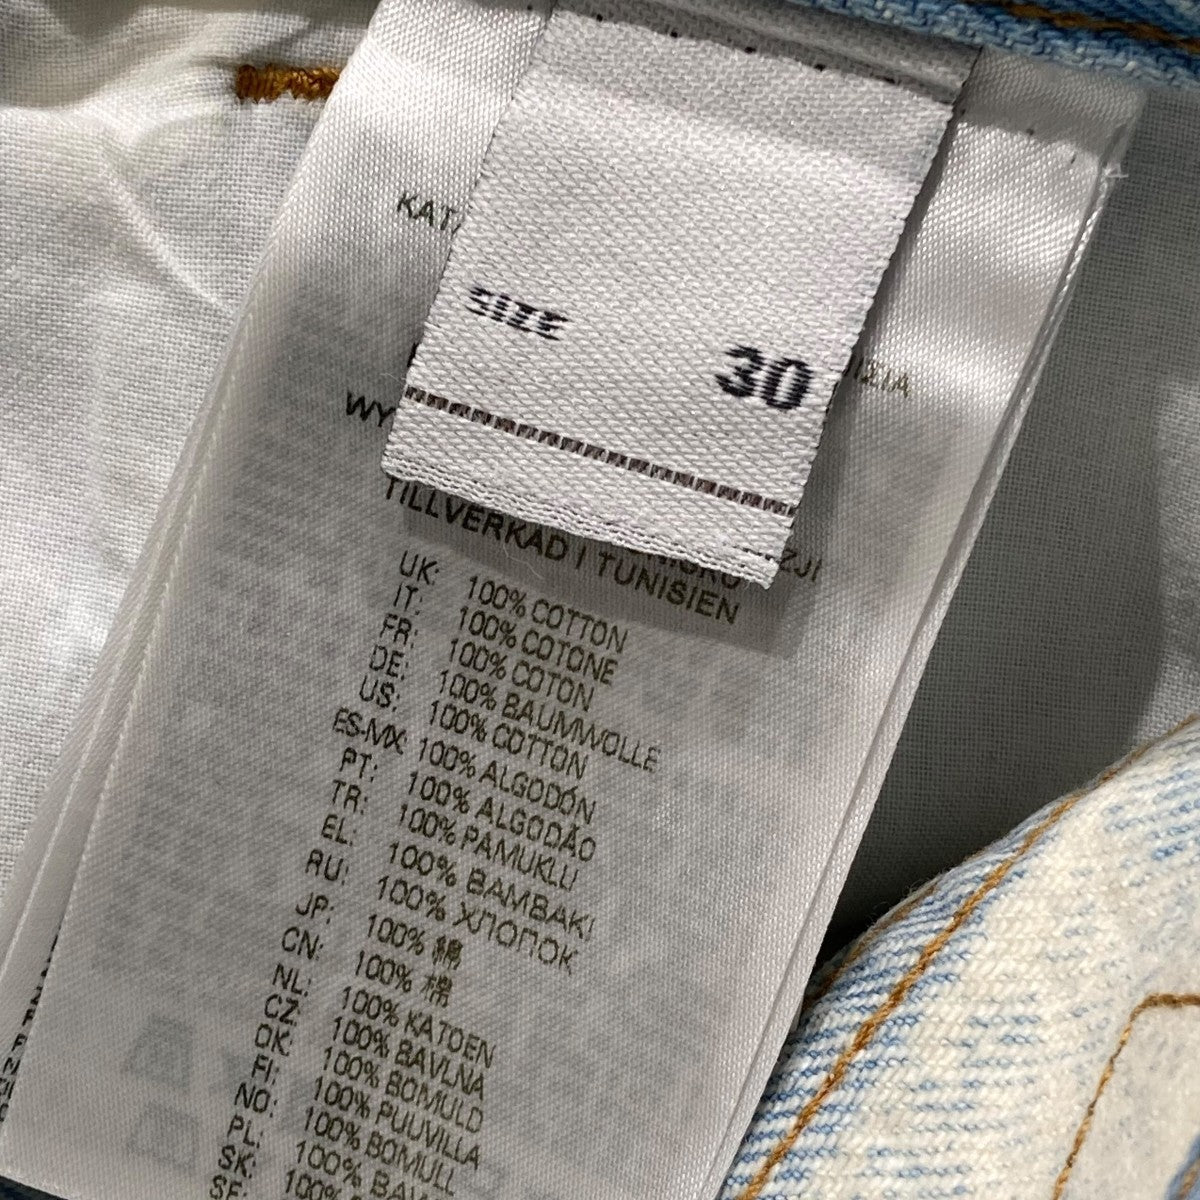 SIZE 30
TILLVERKAD I TUNISIEN
UK: 100% COTTON
IT: 100% COTONE
FR: 100% COTON
DE: 100% BAUMWOLLE
US: 100% COTTON
ES-MX: 100% ALGODÓN
PT: 100% ALGODÃO
TR: 100% PAMUKLU
EL: 100% BAMBAKI
RU: 100% ХЛОПОК
JP: 100% 綿
CN: 100% 棉
NL: 100% KATOEN
CZ: 100% BAVLNA
DK: 100% BOMULD
FI: 100% PUUVILLA
NO: 100% BOMULL
PL: 100%
SK: 100%